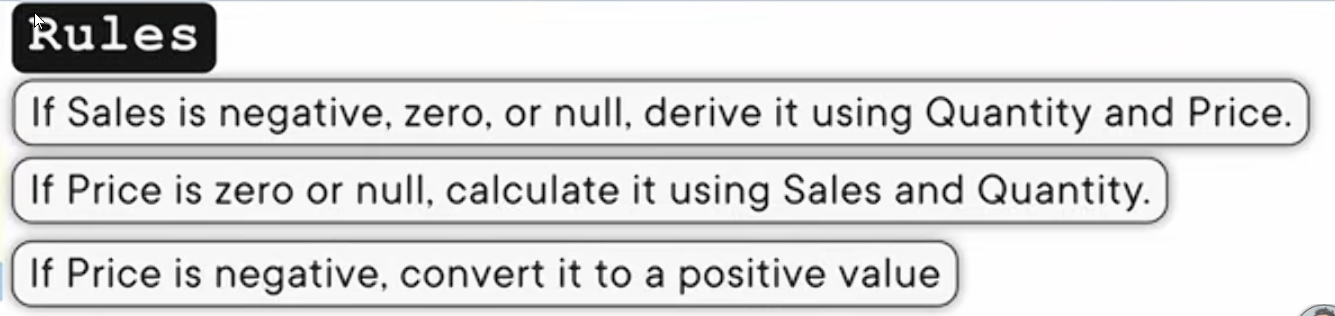 Rules
If Sales is negative, zero, or null, derive it using Quantity and Price.
If Price is zero or null, calculate it using Sales and Quantity.
If Price is negative, convert it to a positive value